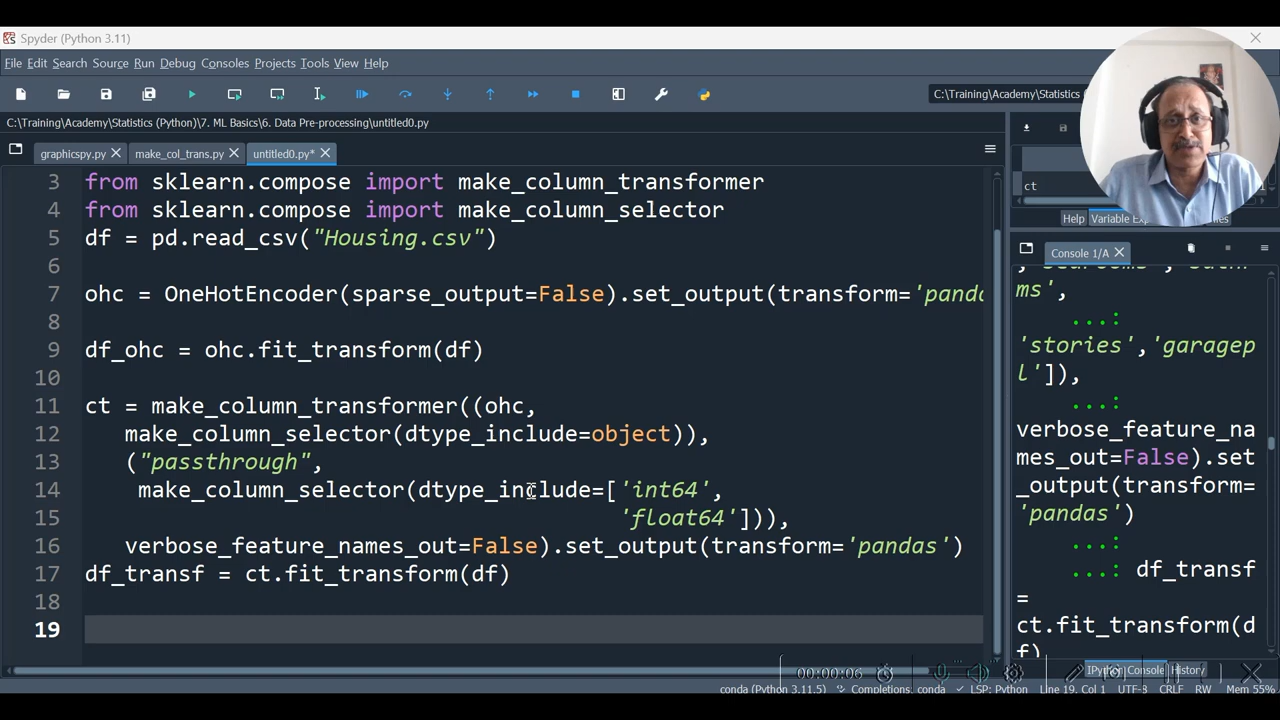 Spyder (Python 3.11)
File Edit Search Source Run Debug Consoles Projects Tools View Help
C:\Training\Academy\Statistics
C:\Training\Academy\Statistics (Python)\7. ML Basics\6. Data Pre-processing\untitled0.py
graphicspy.py make_col_trans.py untitled0.py*
3 from sklearn.compose import make_column_transformer
4 from sklearn.compose import make_column_selector
5 df = pd.read_csv("Housing.csv")
6
7 ohc = OneHotEncoder(sparse_output=False).set_output(transform='panda
8
9 df_ohc = ohc.fit_transform(df)
10
11 ct = make_column_transformer((ohc,
12 make_column_selector(dtype_include=object)),
13 ("passthrough",
14 make_column_selector(dtype_include=['int64',
15 'float64'])),
16 verbose_feature_names_out=False).set_output(transform='pandas')
17 df_transf = ct.fit_transform(df)
18
19
ct
Help Variable Exp
Console 1/A
ms',
...:
'stories','garagep
l']),
...:
verbose_feature_na
mes_out=False).set
_output(transform=
'pandas')
...:
...: df_transf
=
ct.fit_transform(d
f)
00:00:06
IPython Console History
conda (Python 3.11.5) Completions: conda LSP: Python Line 19, Col 1 UTF-8 CRLF RW Mem 55%